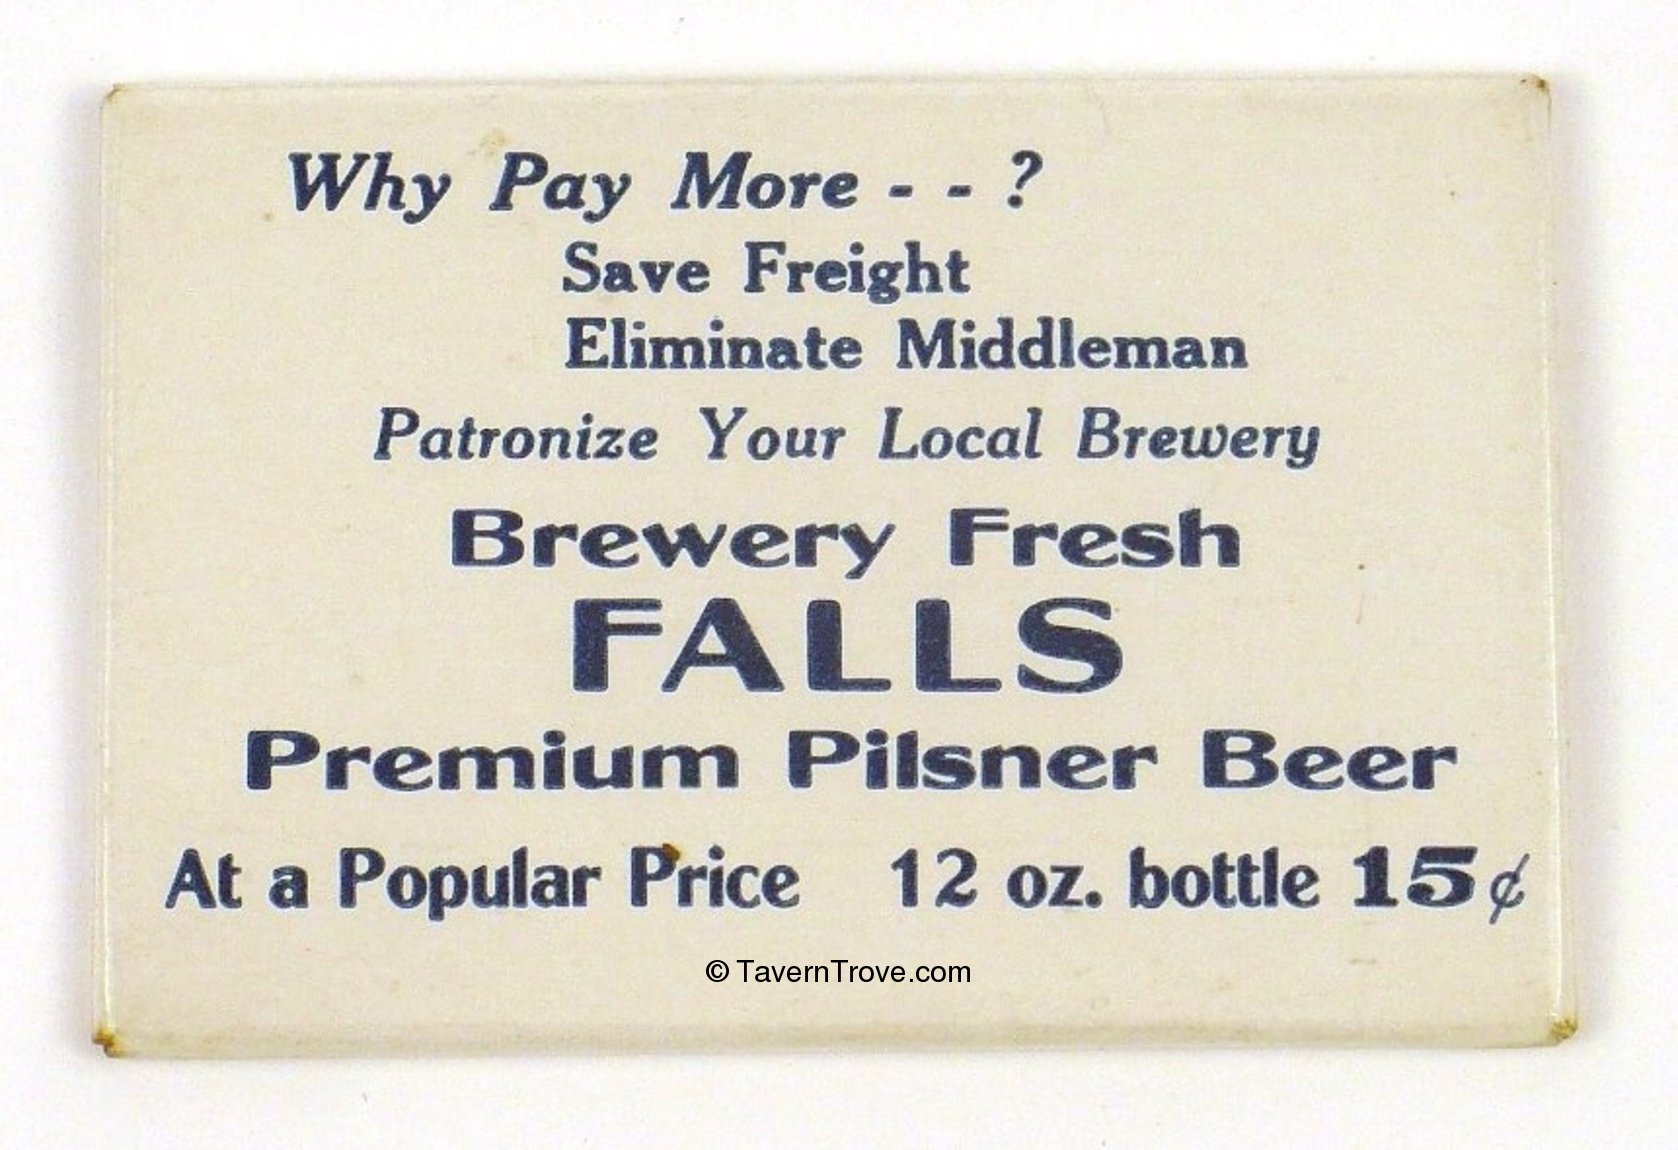 Why Pay More - - ?
Save Freight
Eliminate Middleman
Patronize Your Local Brewery
Brewery Fresh
FALLS
Premium Pilsner Beer
At a Popular Price 12 oz. bottle 15¢
© TavernTrove.com